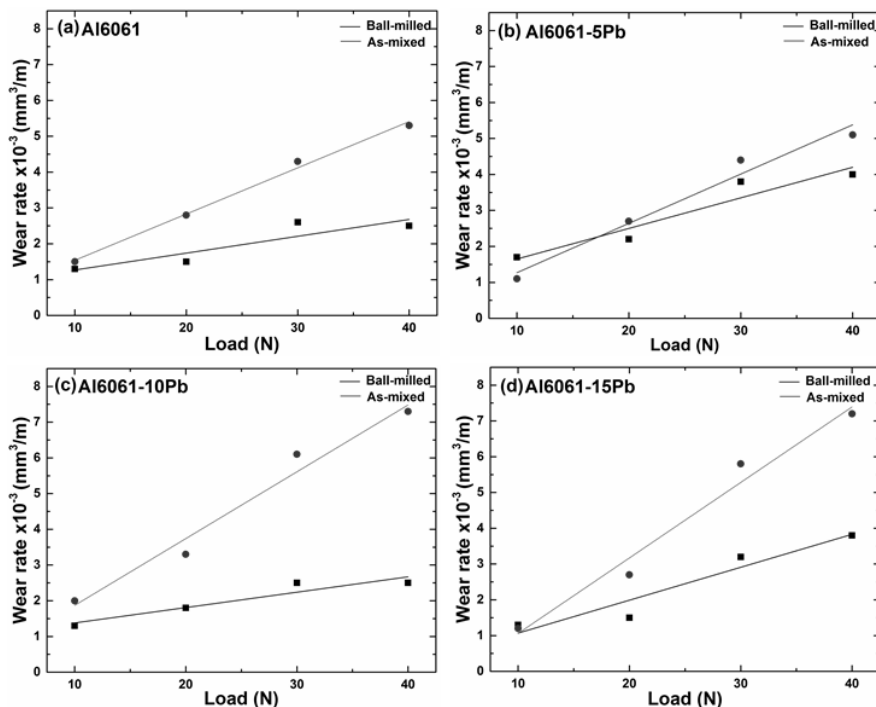 (a) Al6061
Ball-milled
As-mixed
8
7
6
5
4
3
2
1
0
10 20 30 40
Load (N)
Wear rate x10⁻³ (mm³/m)
(b) Al6061-5Pb
Ball-milled
As-mixed
8
7
6
5
4
3
2
1
0
10 20 30 40
Load (N)
Wear rate x10⁻³ (mm³/m)
(c) Al6061-10Pb
Ball-milled
As-mixed
8
7
6
5
4
3
2
1
0
10 20 30 40
Load (N)
Wear rate x10⁻³ (mm³/m)
(d) Al6061-15Pb
Ball-milled
As-mixed
8
7
6
5
4
3
2
1
0
10 20 30 40
Load (N)
Wear rate x10⁻³ (mm³/m)